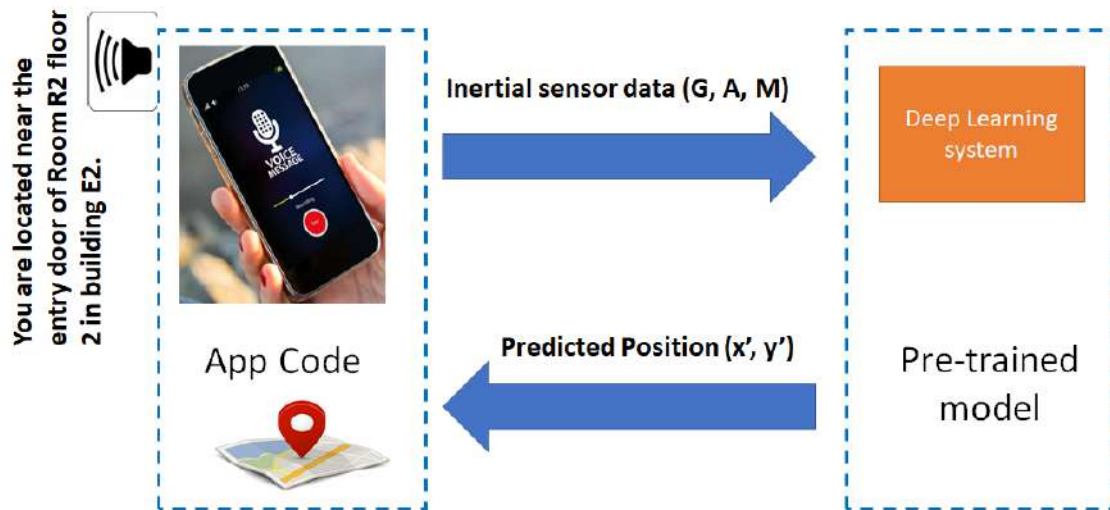 You are located near the
entry door of Room R2 floor
2 in building E2.
VOICE
MESSAGE
Inertial sensor data (G, A, M)
Deep Learning
system
App Code
Predicted Position (x’, y’)
Pre-trained
model